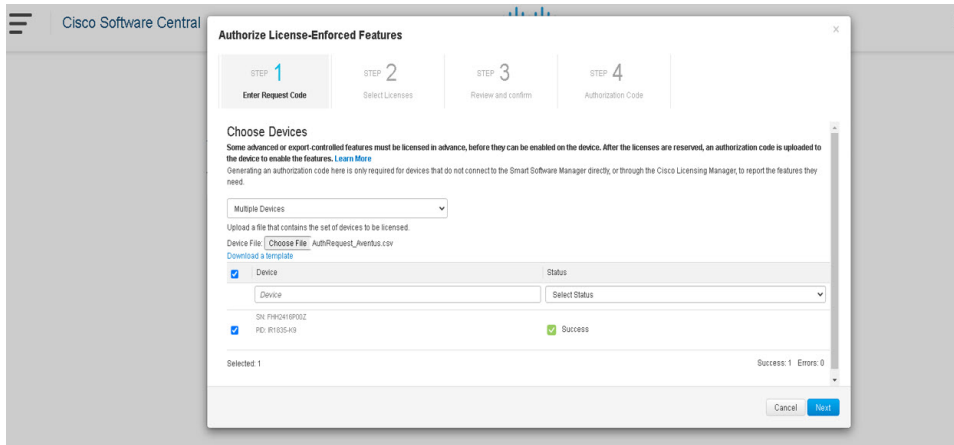 Cisco Software Central
Authorize License-Enforced Features
×
STEP 1
Enter Request Code
STEP 2
Select Licenses
STEP 3
Review and confirm
STEP 4
Authorization Code
Choose Devices
Some advanced or export-controlled features must be licensed in advance, before they can be enabled on the device. After the licenses are reserved, an authorization code is uploaded to
the device to enable the features. Learn More
Generating an authorization code here is only required for devices that do not connect to the Smart Software Manager directly, or through the Cisco Licensing Manager, to report the features they
need.
Multiple Devices
Upload a file that contains the set of devices to be licensed.
Device File: Choose File AuthRequest_Aventus.csv
Download a template
Device Status
Device Select Status
SN: FHH2416P00Z
PID: IR1835-K9 Success
Selected: 1 Success: 1 Errors: 0
Cancel Next